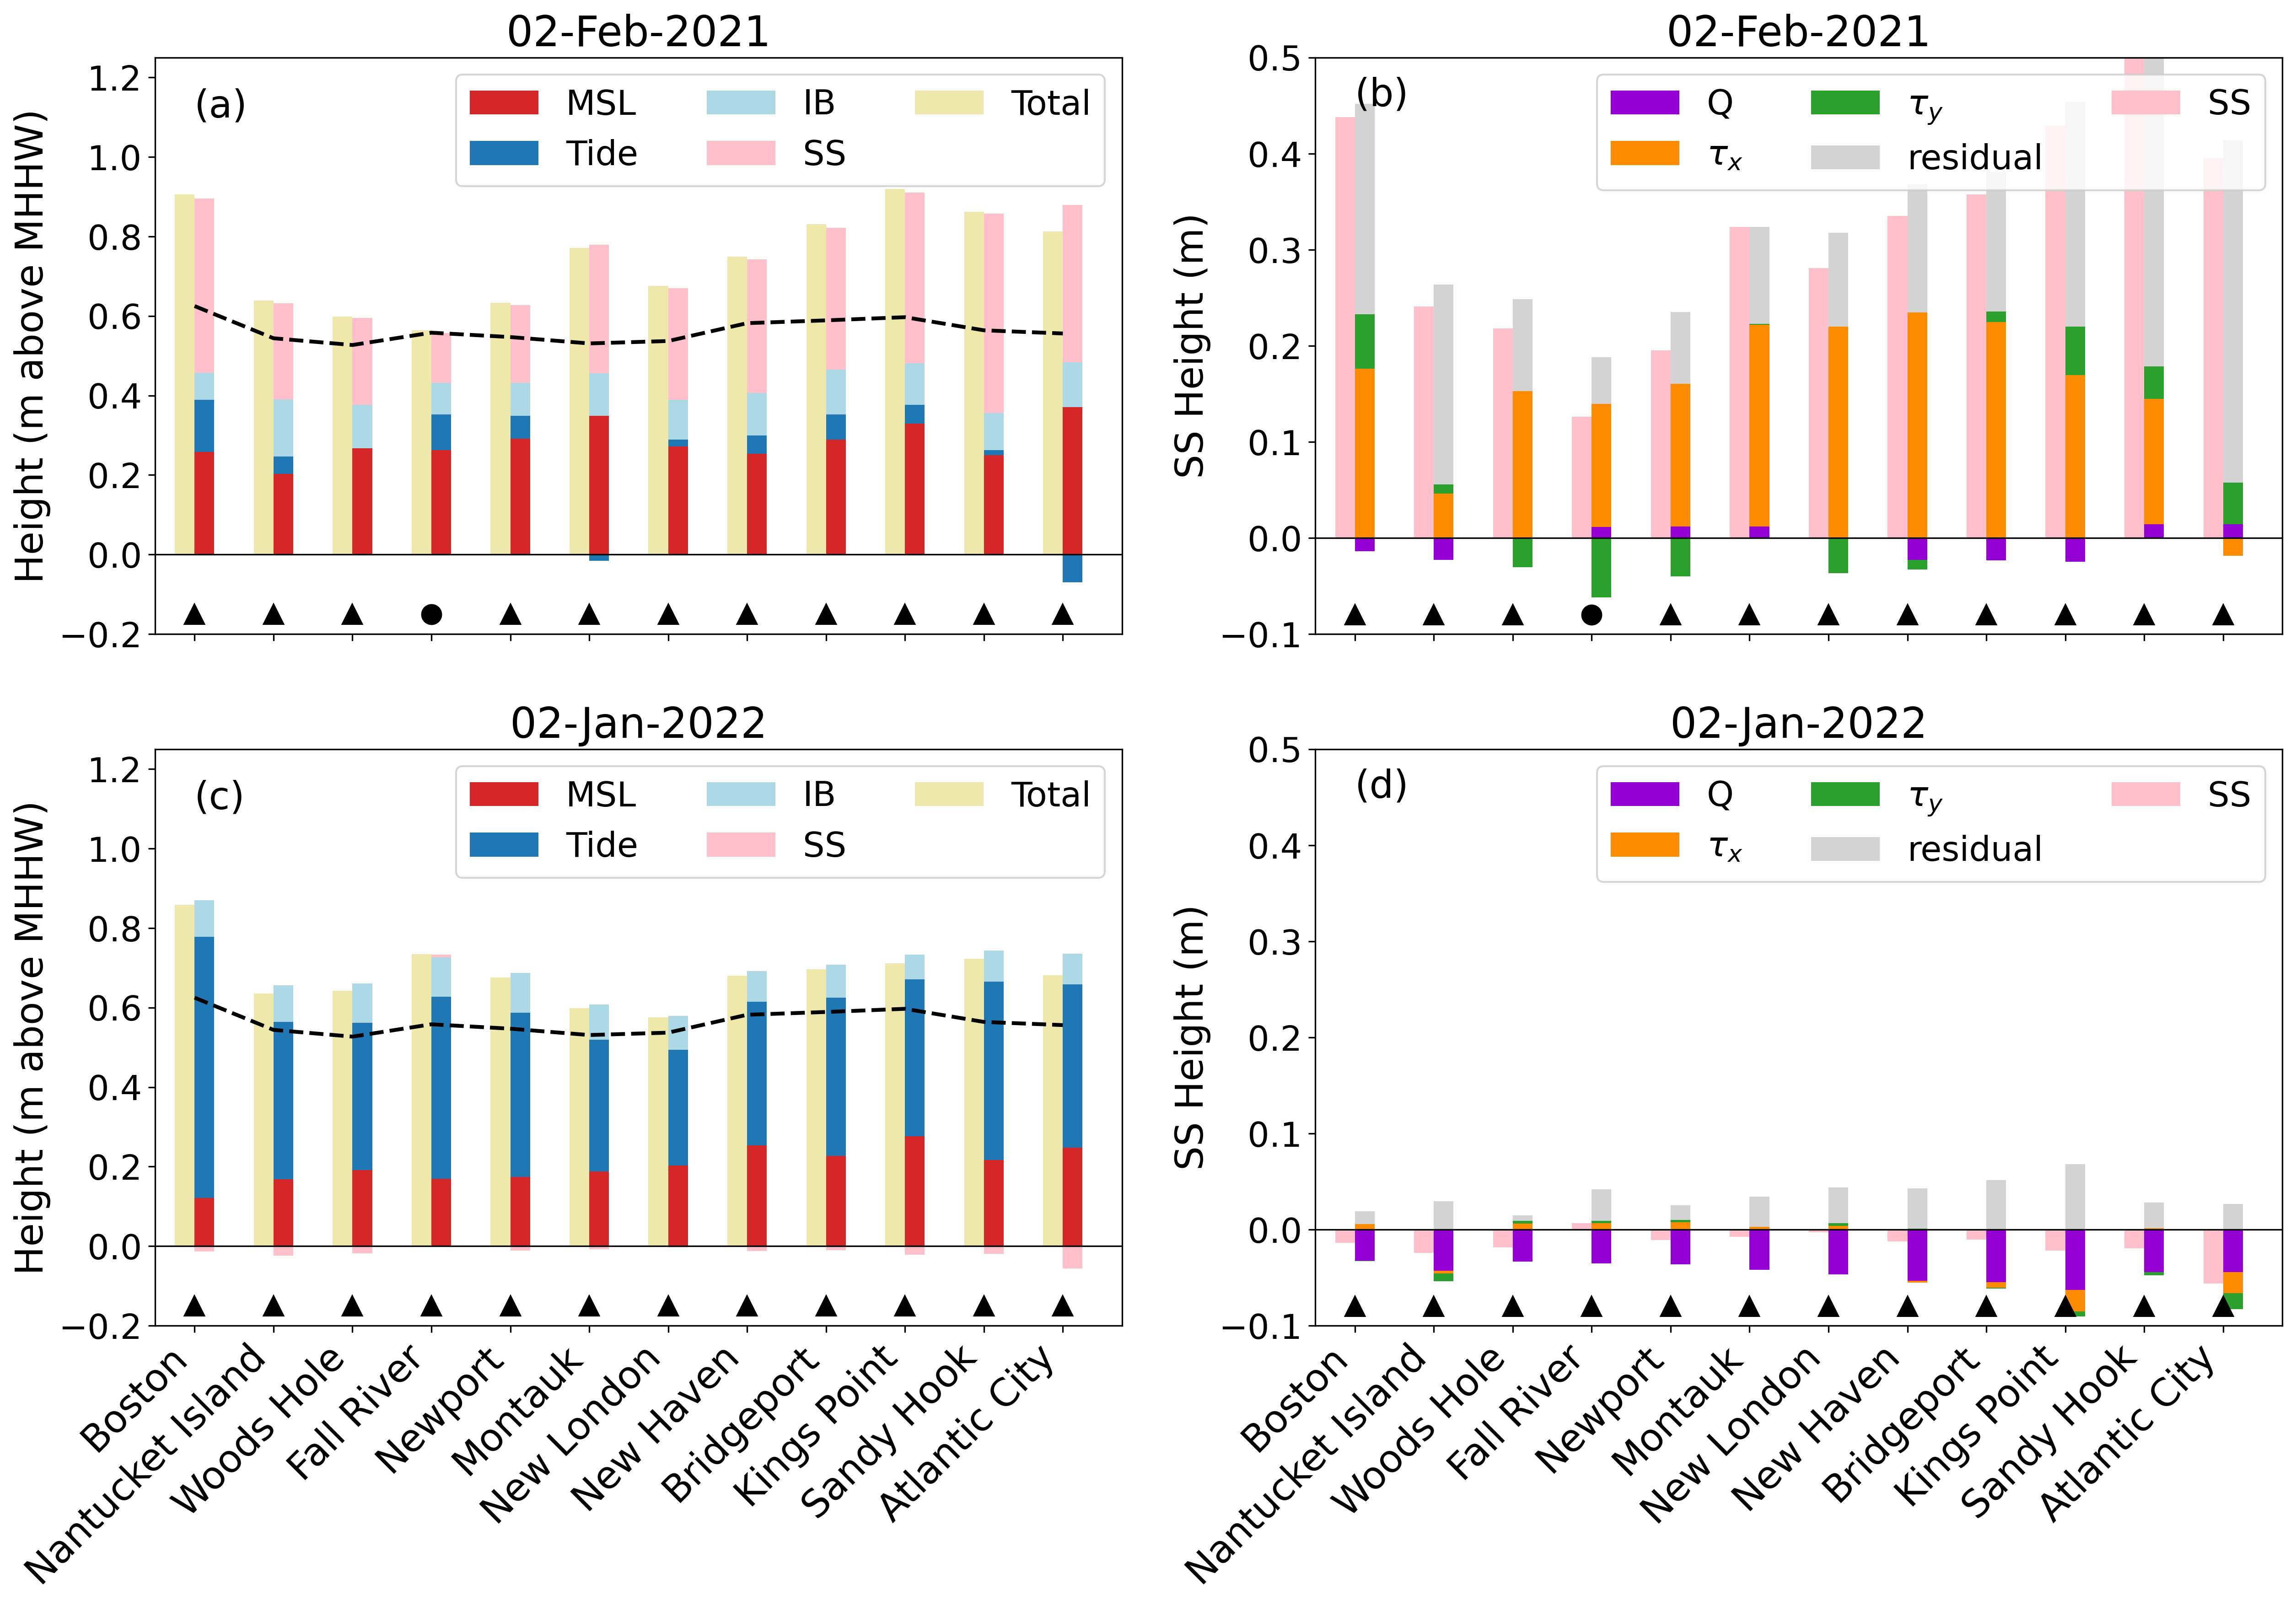 02-Feb-2021
(a)
MSL
IB
Total
Tide
SS
Height (m above MHHW)
1.2
1.0
0.8
0.6
0.4
0.2
0.0
−0.2
02-Feb-2021
(b)
Q
τy
SS
τx
residual
SS Height (m)
0.5
0.4
0.3
0.2
0.1
0.0
−0.1
02-Jan-2022
(c)
MSL
IB
Total
Tide
SS
Height (m above MHHW)
1.2
1.0
0.8
0.6
0.4
0.2
0.0
−0.2
Boston
Nantucket Island
Woods Hole
Fall River
Newport
Montauk
New London
New Haven
Bridgeport
Kings Point
Sandy Hook
Atlantic City
02-Jan-2022
(d)
Q
τy
SS
τx
residual
SS Height (m)
0.5
0.4
0.3
0.2
0.1
0.0
−0.1
Boston
Nantucket Island
Woods Hole
Fall River
Newport
Montauk
New London
New Haven
Bridgeport
Kings Point
Sandy Hook
Atlantic City